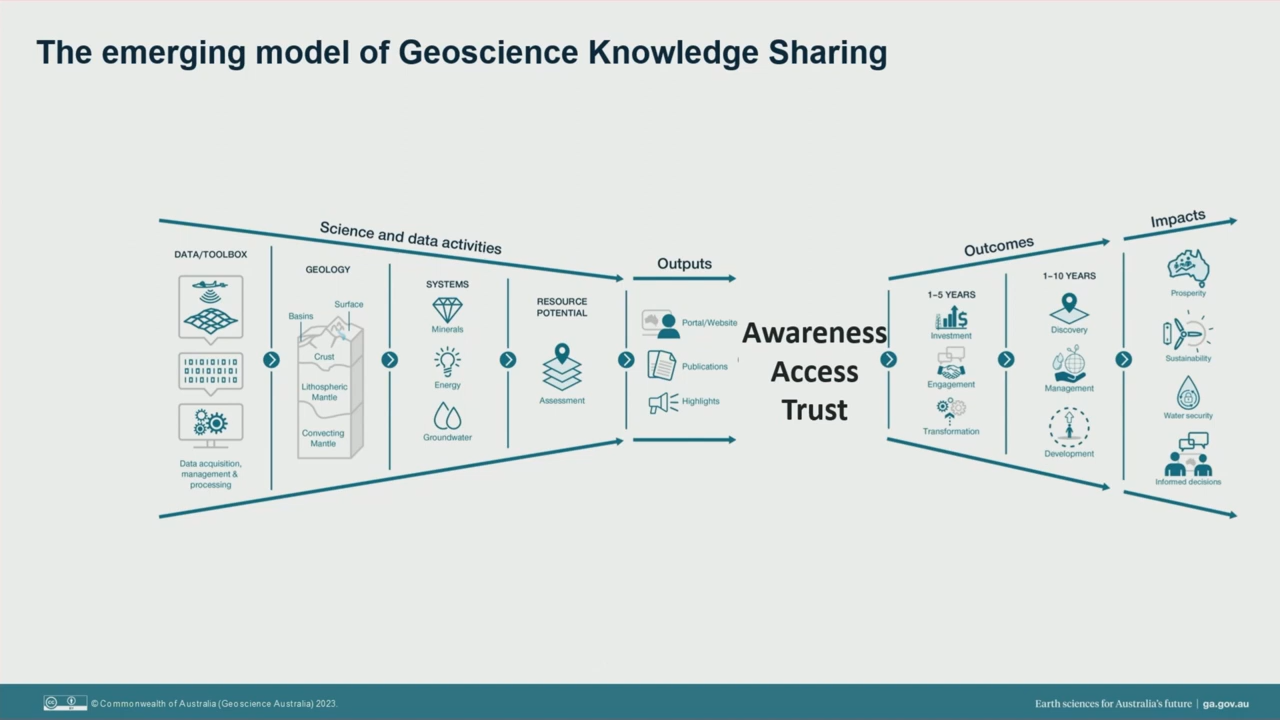 The emerging model of Geoscience Knowledge Sharing
Science and data activities
Outputs
Outcomes
Impacts
DATA/TOOLBOX
Data acquisition,
management &
processing
GEOLOGY
Basins
Surface
Crust
Lithospheric
Mantle
Convecting
Mantle
SYSTEMS
Minerals
Energy
Groundwater
RESOURCE
POTENTIAL
Assessment
Portal/Website
Publications
Highlights
Awareness
Access
Trust
1–5 YEARS
Investment
Engagement
Transformation
1–10 YEARS
Discovery
Management
Development
Prosperity
Sustainability
Water security
Informed decisions
© Commonwealth of Australia (Geoscience Australia) 2023.
Earth sciences for Australia's future | ga.gov.au